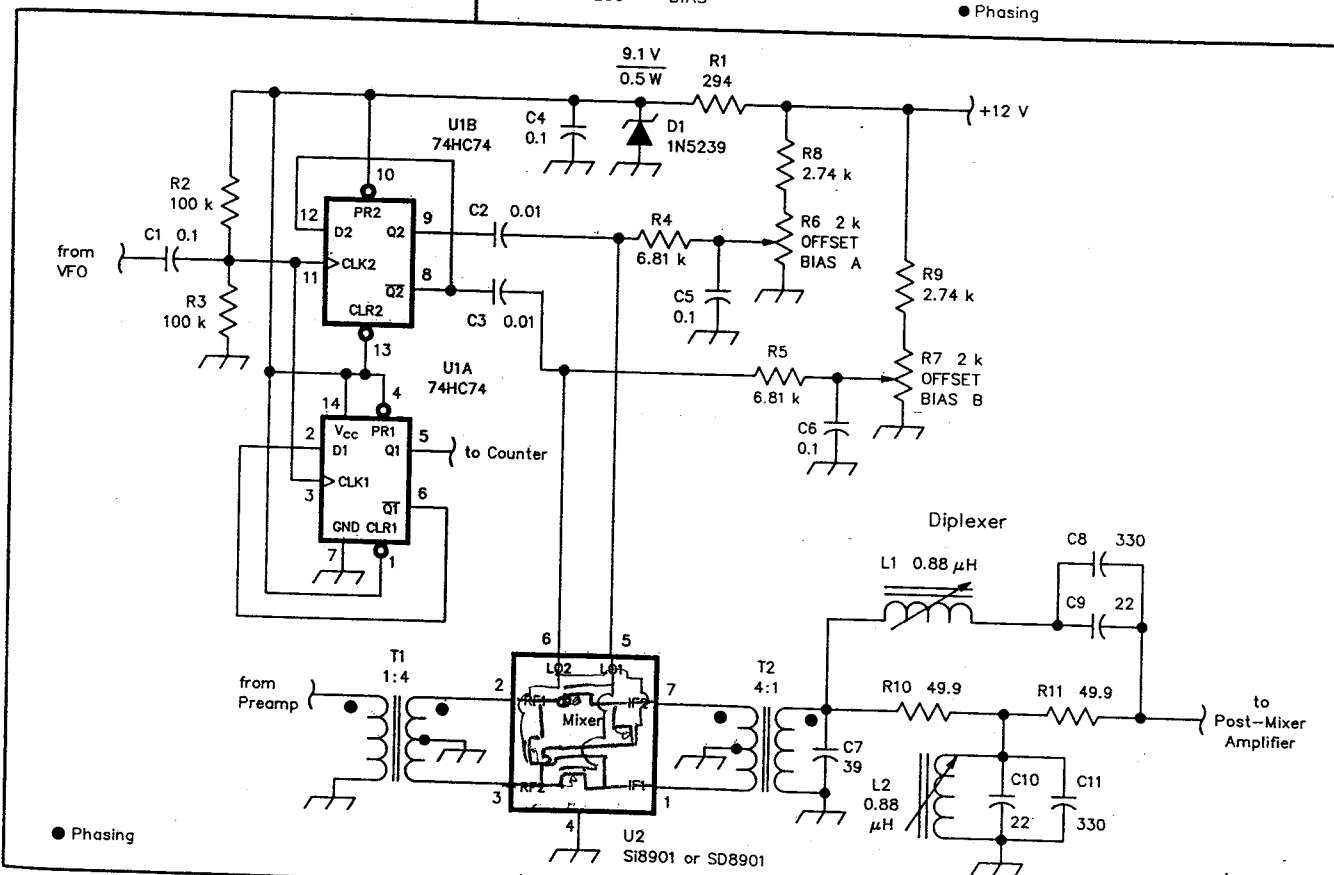 BIAS
● Phasing
9.1 V
0.5 W
R1
294
+12 V
C4
0.1
D1
1N5239
U1B
74HC74
R8
2.74 k
R2
100 k
10
PR2
12
D2
Q2
9
C2
0.01
R4
6.81 k
R6 2 k
OFFSET
BIAS A
from
VFO
C1
0.1
CLK2
11
Q2
8
C3
0.01
C5
0.1
R9
2.74 k
R3
100 k
CLR2
13
U1A
74HC74
R5
6.81 k
R7 2 k
OFFSET
BIAS B
4
14
VCC
PR1
2
D1
Q1
5
to Counter
C6
0.1
CLK1
3
Q1
6
GND
CLR1
7
1
Diplexer
C8
330
L1 0.88 μH
C9
22
6
5
LO2
LO1
T1
1:4
from
Preamp
2
RF1
IF2
7
Mixer
T2
4:1
R10
49.9
R11
49.9
to
Post-Mixer
Amplifier
C7
39
3
RF2
IF1
1
L2
0.88
μH
C10
22
C11
330
4
U2
Si8901 or SD8901
● Phasing